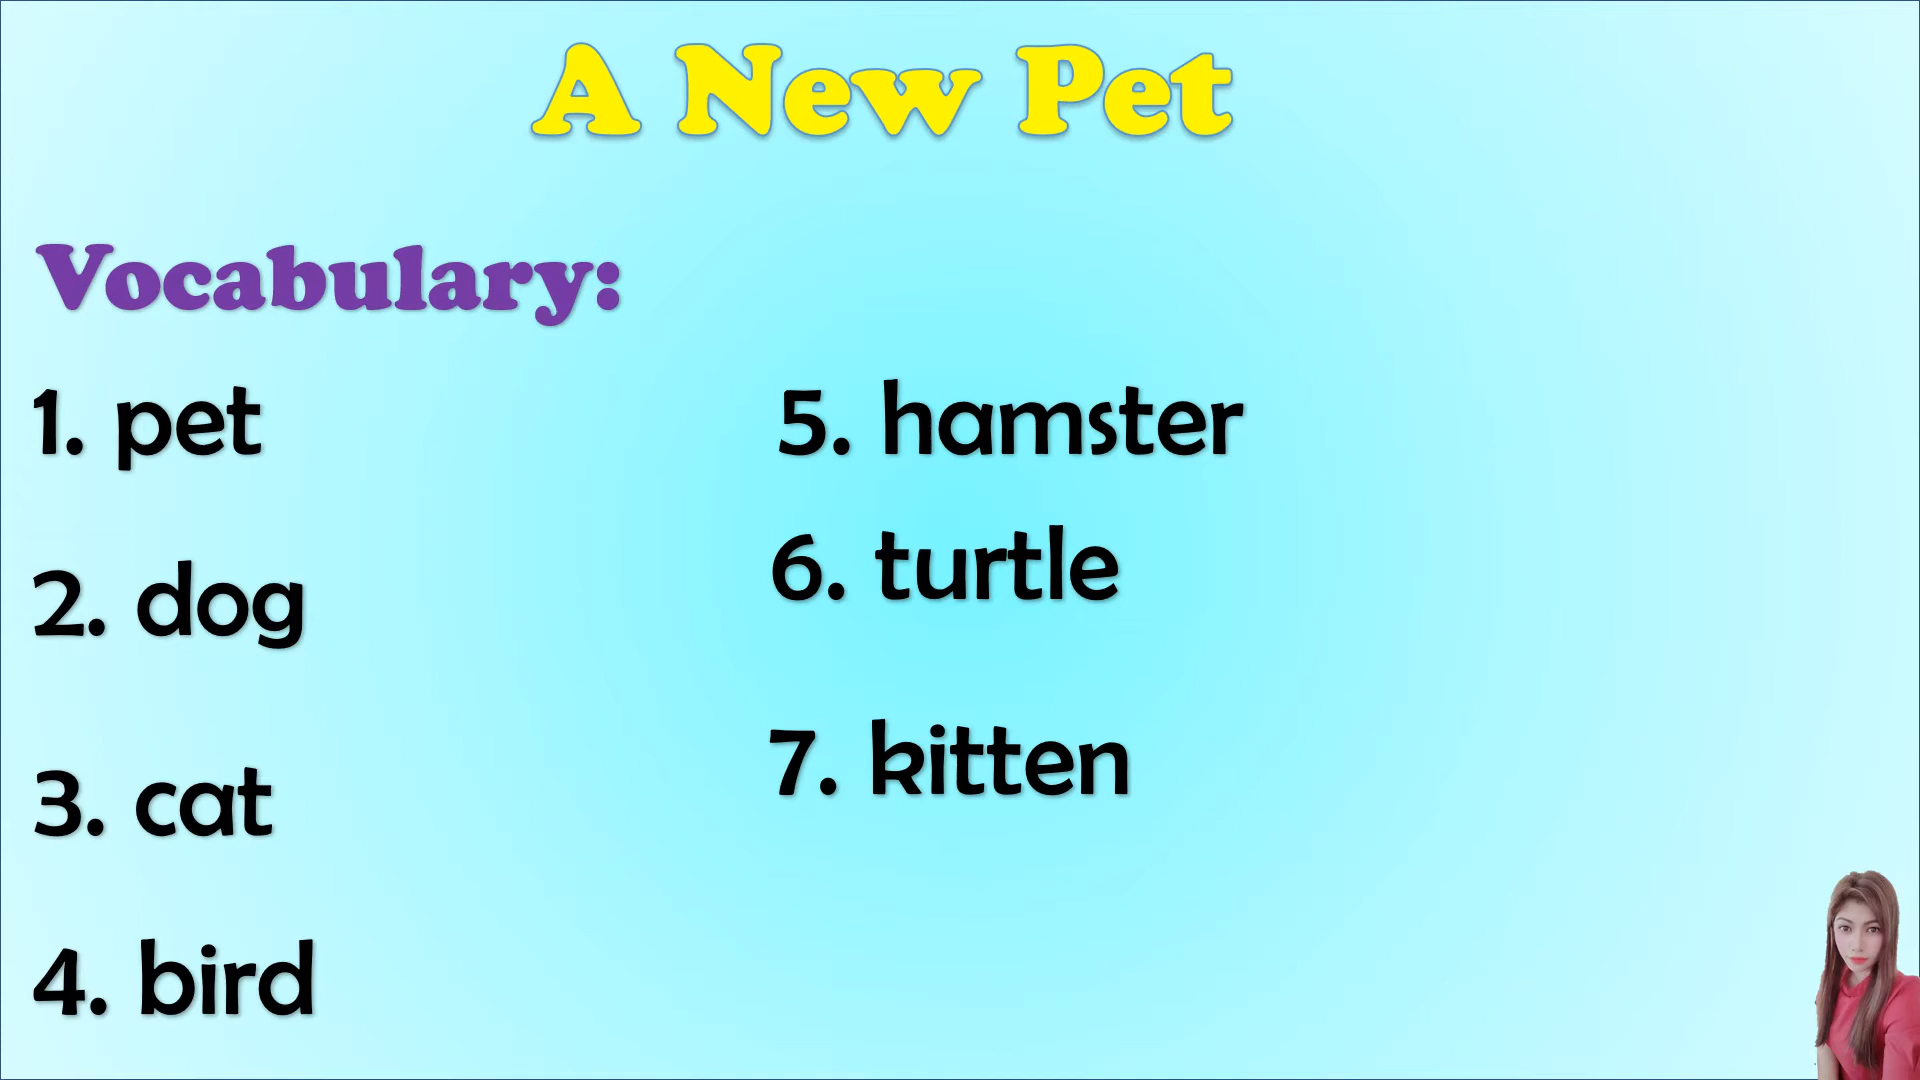 A New Pet
Vocabulary:
1. pet
2. dog
3. cat
4. bird
5. hamster
6. turtle
7. kitten